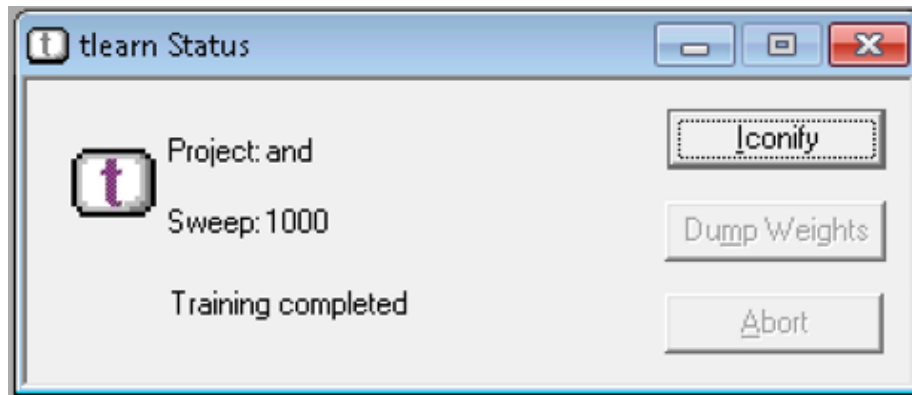 tlearn Status
Project: and
Iconify
Sweep: 1000
Dump Weights
Training completed
Abort